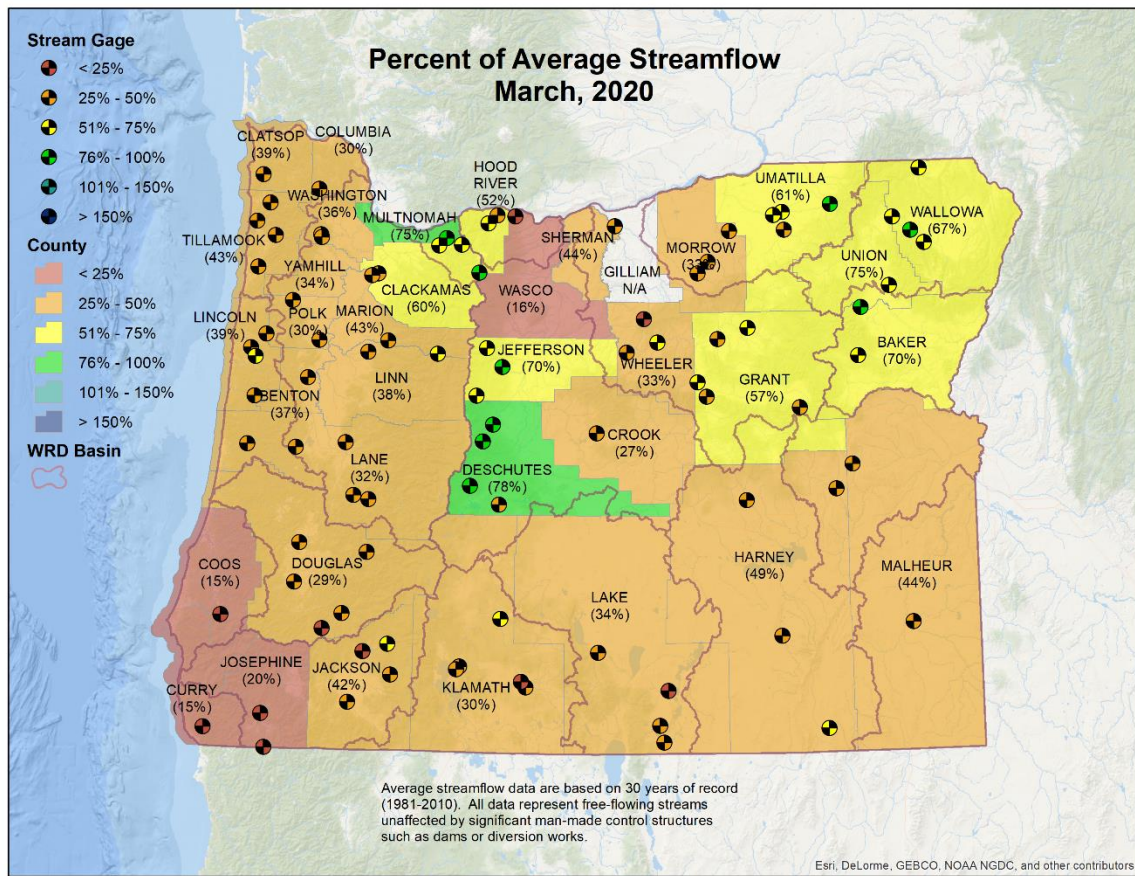 Percent of Average Streamflow
March, 2020
Stream Gage
< 25%
25% - 50%
51% - 75%
76% - 100%
101% - 150%
> 150%
County
< 25%
25% - 50%
51% - 75%
76% - 100%
101% - 150%
> 150%
WRD Basin
CLATSOP
(39%)
COLUMBIA
(30%)
HOOD
RIVER
(52%)
WASHINGTON
(36%)
MULTNOMAH
(75%)
TILLAMOOK
(43%)
YAMHILL
(34%)
CLACKAMAS
(60%)
WASCO
(16%)
SHERMAN
(44%)
GILLIAM
N/A
MORROW
(33%)
UMATILLA
(61%)
WALLOWA
(67%)
UNION
(75%)
LINCOLN
(39%)
POLK
(30%)
MARION
(43%)
JEFFERSON
(70%)
WHEELER
(33%)
GRANT
(57%)
BAKER
(70%)
BENTON
(37%)
LINN
(38%)
CROOK
(27%)
LANE
(32%)
DESCHUTES
(78%)
COOS
(15%)
DOUGLAS
(29%)
LAKE
(34%)
HARNEY
(49%)
MALHEUR
(44%)
CURRY
(15%)
JOSEPHINE
(20%)
JACKSON
(42%)
KLAMATH
(30%)
Average streamflow data are based on 30 years of record
(1981-2010). All data represent free-flowing streams
unaffected by significant man-made control structures
such as dams or diversion works.
Esri, DeLorme, GEBCO, NOAA NGDC, and other contributors